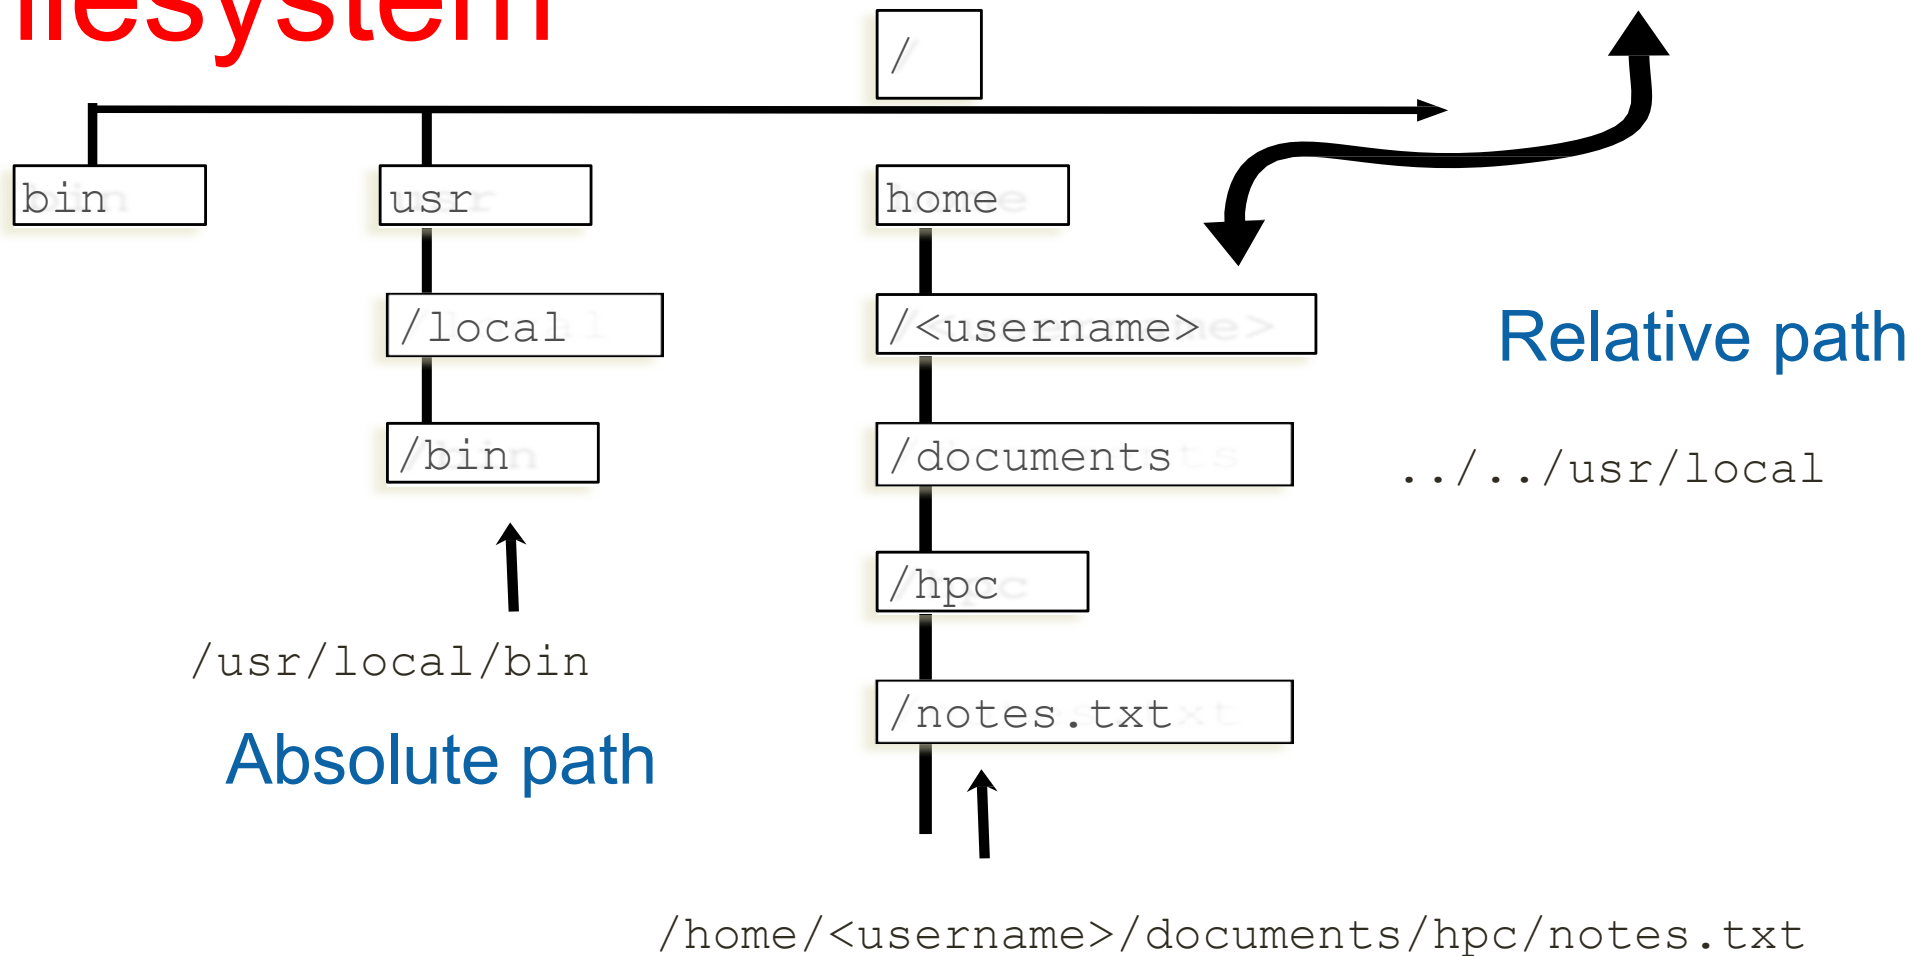 filesystem
/
bin
usr
home
/local
/<username>
Relative path
/bin
/documents
../../usr/local
/hpc
/usr/local/bin
/notes.txt
Absolute path
/home/<username>/documents/hpc/notes.txt